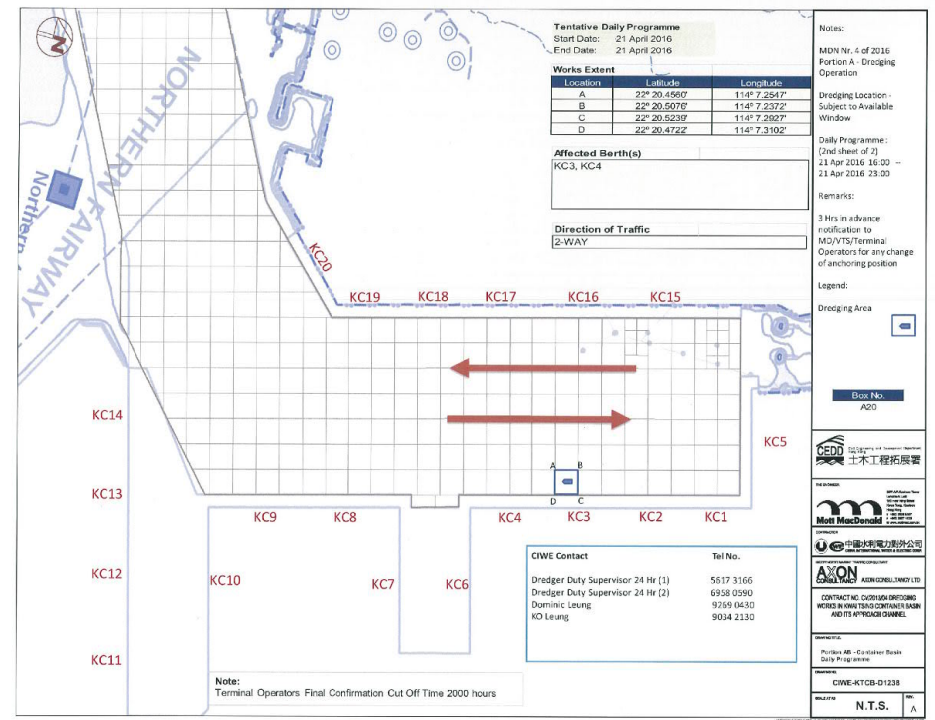 Tentative Daily Programme
Start Date: 21 April 2016
End Date: 21 April 2016
Works Extent
Location Latitude Longitude
A 22° 20.4560' 114° 7.2547'
B 22° 20.5076' 114° 7.2372'
C 22° 20.5239' 114° 7.2927'
D 22° 20.4722' 114° 7.3102'
Affected Berth(s)
KC3, KC4
Direction of Traffic
2-WAY
N
NORTHERN FAIRWAY
Northern
KC20
KC19 KC18 KC17 KC16 KC15
KC14
KC13
KC12
KC11
KC5
A B
D C
KC9 KC8 KC4 KC3 KC2 KC1
KC10 KC7 KC6
CIWE Contact Tel No.
Dredger Duty Supervisor 24 Hr (1) 5617 3166
Dredger Duty Supervisor 24 Hr (2) 6958 0590
Dominic Leung 9269 0430
KO Leung 9034 2130
Note:
Terminal Operators Final Confirmation Cut Off Time 2000 hours
Notes:
MDN Nr. 4 of 2016
Portion A - Dredging
Operation
Dredging Location -
Subject to Available
Window
Daily Programme:
(2nd sheet of 2)
21 Apr 2016 16:00 --
21 Apr 2016 23:00
Remarks:
3 Hrs in advance
notification to
MD/VTS/Terminal
Operators for any change
of anchoring position
Legend:
Dredging Area
Box No.
A20
CEDD
土木工程拓展署
Mott MacDonald
中國水利電力對外公司
AXON
CONSULTANCY
AXON CONSULTANCY LTD
CONTRACT NO. CV/2013/04 DREDGING
WORKS IN KWAI TSING CONTAINER BASIN
AND ITS APPROACH CHANNEL
Portion AB - Container Basin
Daily Programme
CIWE-KTCB-D1238
N.T.S.
A